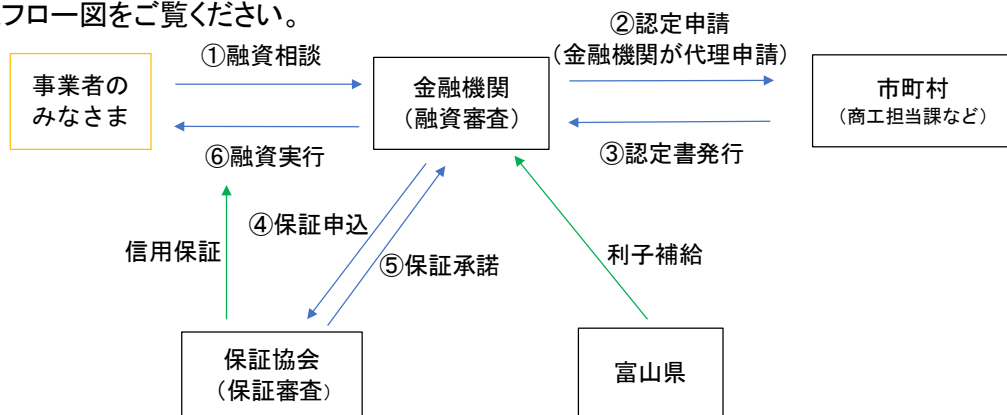 フロー図をご覧ください。
②認定申請
(金融機関が代理申請)
①融資相談
事業者の
みなさま
金融機関
(融資審査)
市町村
(商工担当課など)
⑥融資実行
③認定書発行
④保証申込
信用保証
⑤保証承諾
利子補給
保証協会
(保証審査)
富山県